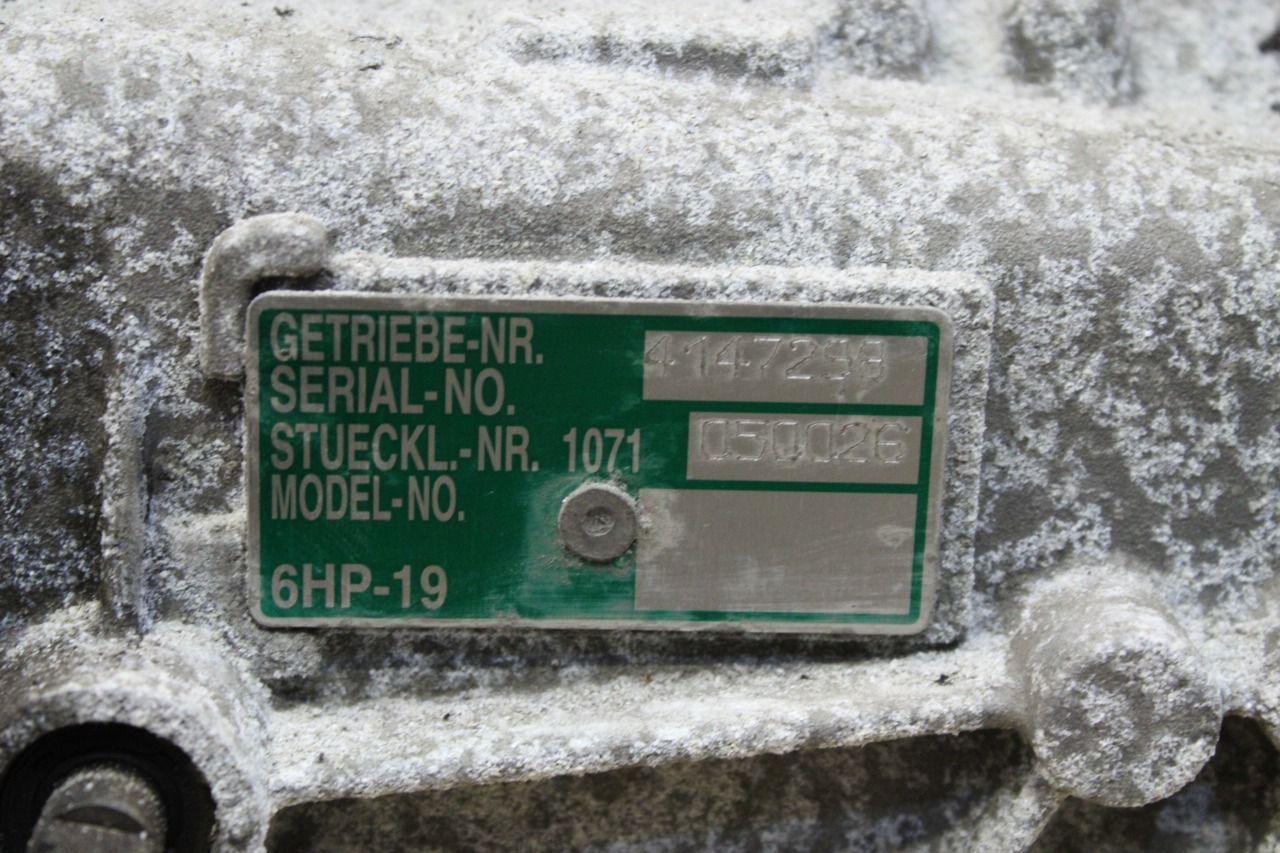 GETRIEBE-NR. 4147298
SERIAL-NO.
STUECKL.-NR. 1071 050026
MODEL-NO.
6HP-19